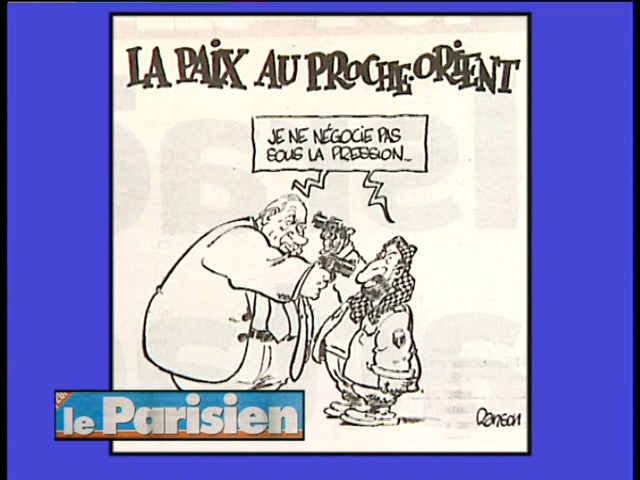 LA PAIX AU PROCHE-ORIENT
JE NE NÉGOCIE PAS
SOUS LA PRESSION...
Ranson
le Parisien